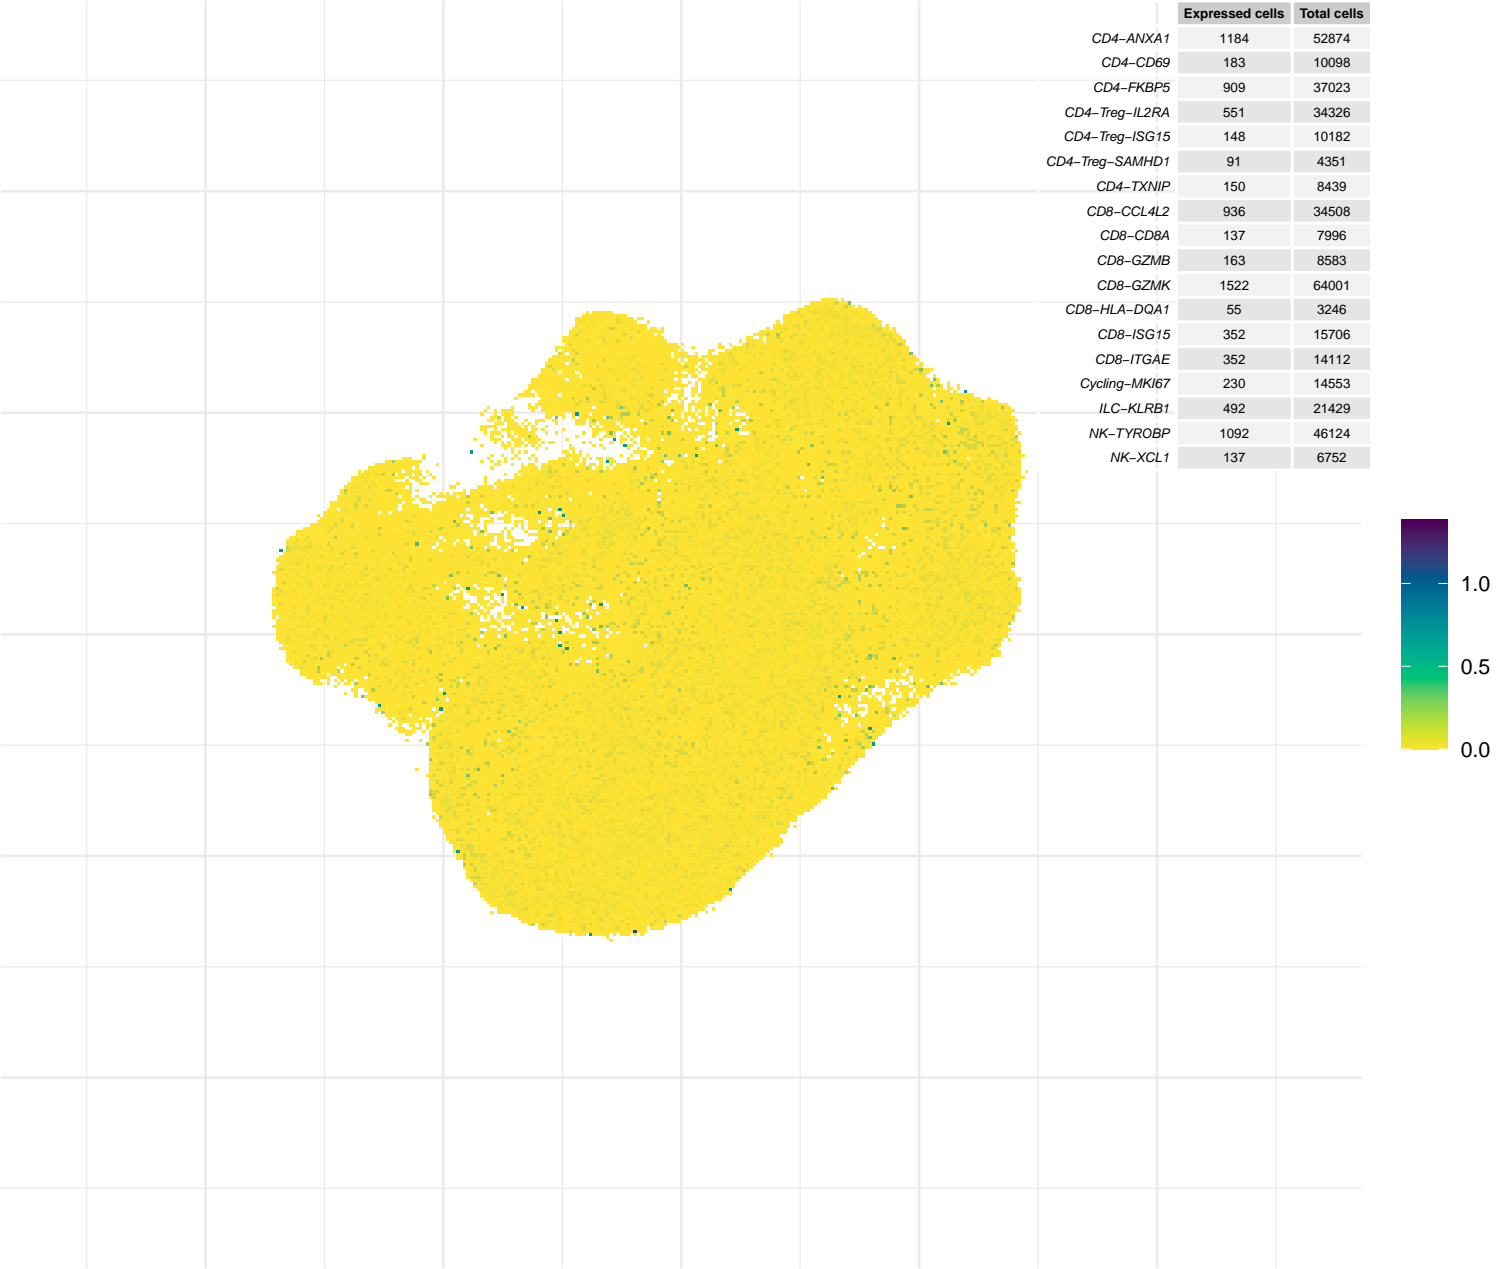 Expressed cells Total cells
CD4−ANXA1 1184 52874
CD4−CD69 183 10098
CD4−FKBP5 909 37023
CD4−Treg−IL2RA 551 34326
CD4−Treg−ISG15 148 10182
CD4−Treg−SAMHD1 91 4351
CD4−TXNIP 150 8439
CD8−CCL4L2 936 34508
CD8−CD8A 137 7996
CD8−GZMB 163 8583
CD8−GZMK 1522 64001
CD8−HLA−DQA1 55 3246
CD8−ISG15 352 15706
CD8−ITGAE 352 14112
Cycling−MKI67 230 14553
ILC−KLRB1 492 21429
NK−TYROBP 1092 46124
NK−XCL1 137 6752
1.0
0.5
0.0